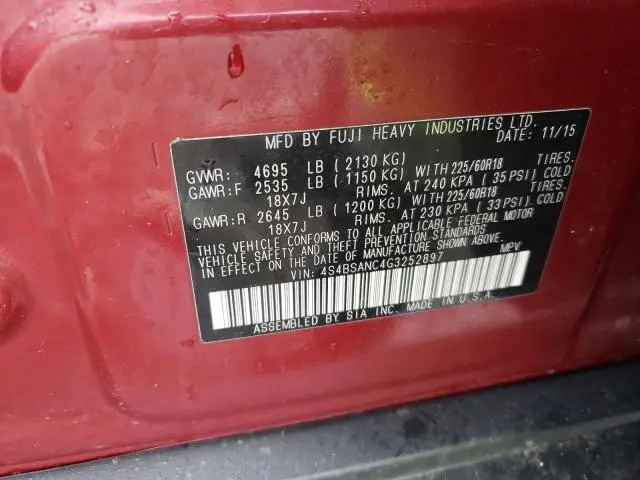 MFD BY FUJI HEAVY INDUSTRIES LTD.
DATE: 11/15
GVWR: 4695 LB (2130 KG)
GAWR:F 2535 LB (1150 KG) WITH 225/60R18 TIRES.
18X7J RIMS. AT 240 KPA (35 PSI) COLD
GAWR:R 2645 LB (1200 KG) WITH 225/60R18 TIRES.
18X7J RIMS. AT 230 KPA (33 PSI) COLD
THIS VEHICLE CONFORMS TO ALL APPLICABLE FEDERAL MOTOR
VEHICLE SAFETY AND THEFT PREVENTION STANDARDS
IN EFFECT ON THE DATE OF MANUFACTURE SHOWN ABOVE.
VIN: 4S4BSANC4G3252897 MPV
ASSEMBLED BY SIA INC. MADE IN U.S.A.